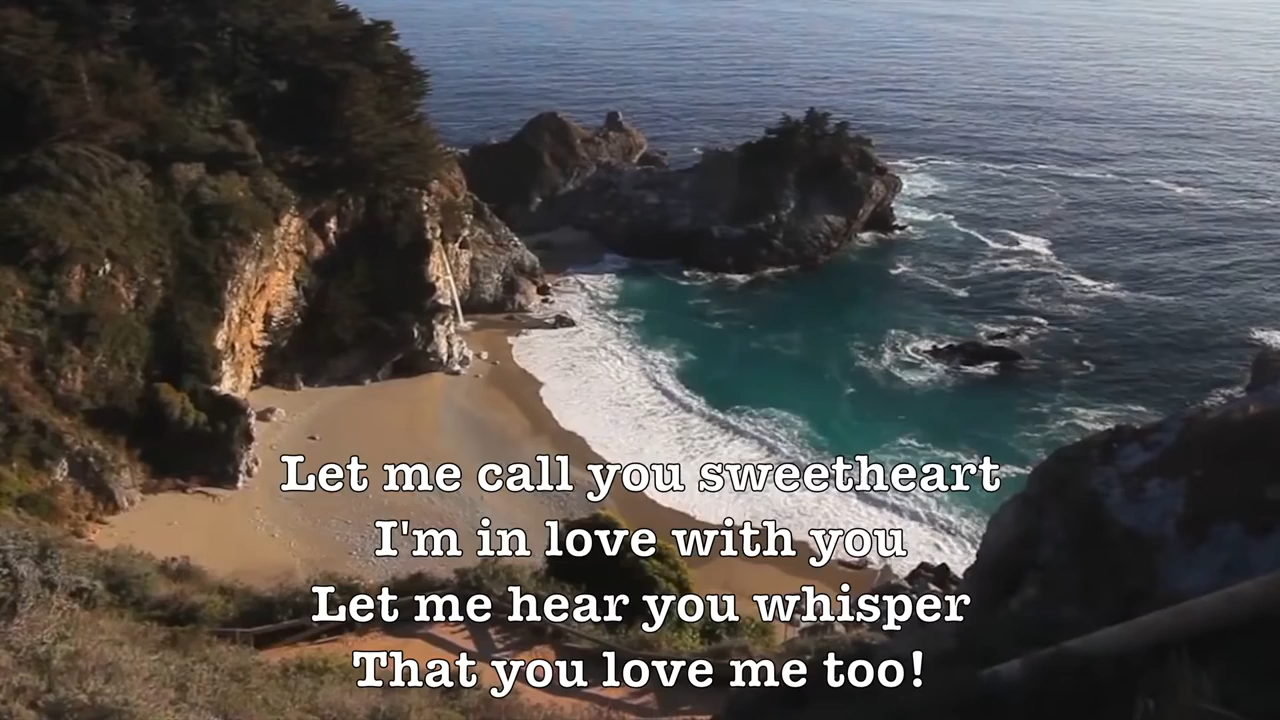 Let me call you sweetheart
I'm in love with you
Let me hear you whisper
That you love me too!